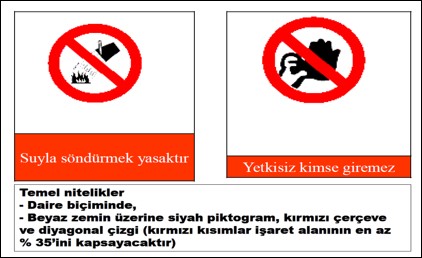 Suyla söndürmek yasaktır
Yetkisiz kimse giremez
Temel nitelikler
- Daire biçiminde,
- Beyaz zemin üzerine siyah piktogram, kırmızı çerçeve
ve diyagonal çizgi (kırmızı kısımlar işaret alanının en az
% 35’ini kapsayacaktır)